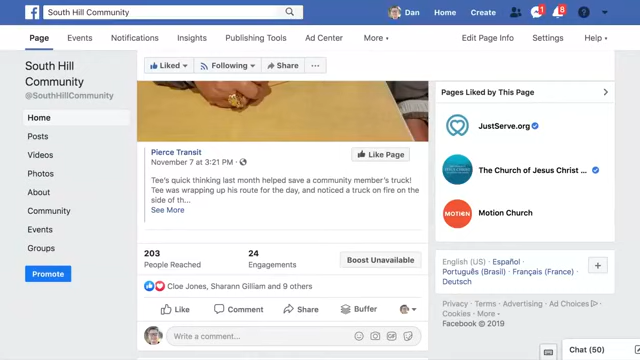 South Hill Community
Dan
Home
Create
1
8
Page
Events
Notifications
Insights
Publishing Tools
Ad Center
More
Edit Page Info
Settings
Help
South Hill
Community
@SouthHillCommunity
Home
Posts
Videos
Photos
About
Community
Events
Groups
Promote
Liked
Following
Share
...
Pierce Transit
November 7 at 3:21 PM ·
Like Page
Tee's quick thinking last month helped save a community member's truck!
Tee was wrapping up his route for the day, and noticed a truck on fire on the
side of th...
See More
203
People Reached
24
Engagements
Boost Unavailable
Cloe Jones, Sharann Gilliam and 9 others
Like
Comment
Share
Buffer
Write a comment...
GIF
Pages Liked by This Page
JustServe.org
The Church of Jesus Christ ...
MOTION
Motion Church
English (US) · Español ·
Português (Brasil) · Français (France) ·
Deutsch
Privacy · Terms · Advertising · Ad Choices
Cookies · More
Facebook © 2019
Chat (50)